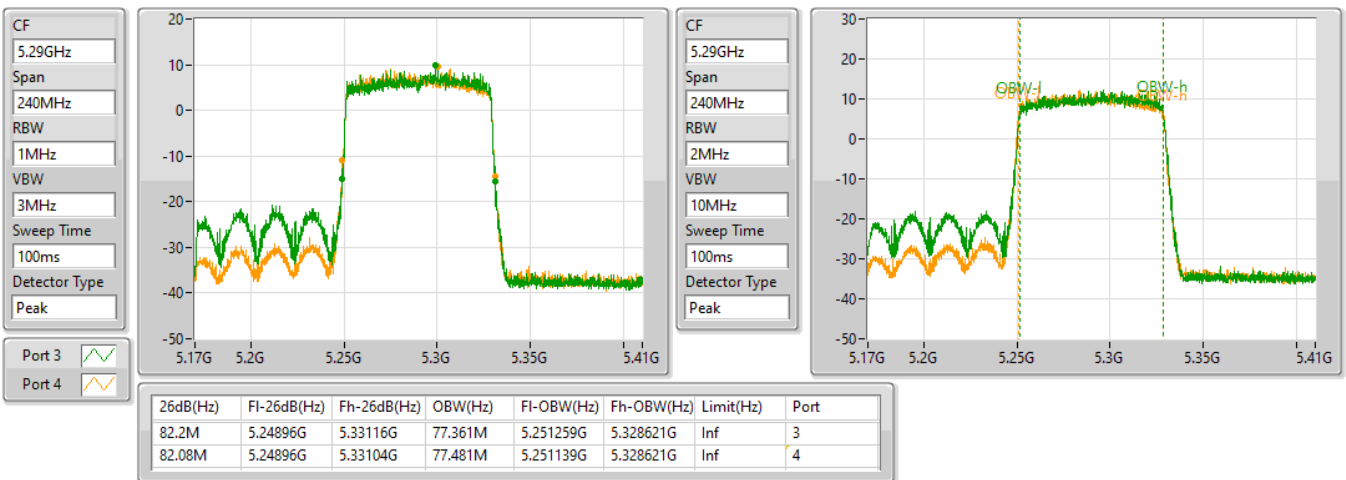 CF
5.29GHz
Span
240MHz
RBW
1MHz
VBW
3MHz
Sweep Time
100ms
Detector Type
Peak
Port 3
Port 4
20
10
0
-10
-20
-30
-40
-50
5.17G 5.2G 5.25G 5.3G 5.35G 5.41G
CF
5.29GHz
Span
240MHz
RBW
2MHz
VBW
10MHz
Sweep Time
100ms
Detector Type
Peak
30
20
10
0
-10
-20
-30
-40
-50
OBW-l OBW-h
OBW-l OBW-h
5.17G 5.2G 5.25G 5.3G 5.35G 5.41G
26dB(Hz) Fl-26dB(Hz) Fh-26dB(Hz) OBW(Hz) Fl-OBW(Hz) Fh-OBW(Hz) Limit(Hz) Port
82.2M 5.24896G 5.33116G 77.361M 5.251259G 5.328621G Inf 3
82.08M 5.24896G 5.33104G 77.481M 5.251139G 5.328621G Inf 4